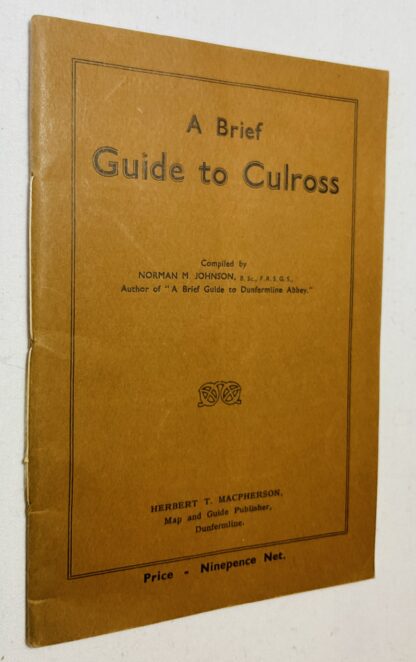 A Brief
Guide to Culross
Compiled by
NORMAN M. JOHNSON, B. Sc., F.R.S.G.S.,
Author of "A Brief Guide to Dunfermline Abbey."
HERBERT T. MACPHERSON,
Map and Guide Publisher,
Dunfermline.
Price - Ninepence Net.